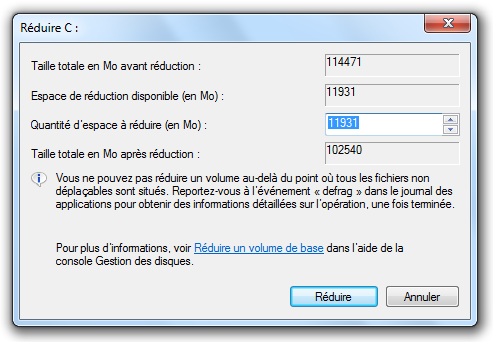 Réduire C :
Taille totale en Mo avant réduction : 114471
Espace de réduction disponible (en Mo) : 11931
Quantité d'espace à réduire (en Mo) : 11931
Taille totale en Mo après réduction : 102540
Vous ne pouvez pas réduire un volume au-delà du point où tous les fichiers non
déplaçables sont situés. Reportez-vous à l'événement « defrag » dans le journal des
applications pour obtenir des informations détaillées sur l'opération, une fois terminée.
Pour plus d'informations, voir Réduire un volume de base dans l'aide de la
console Gestion des disques.
Réduire Annuler